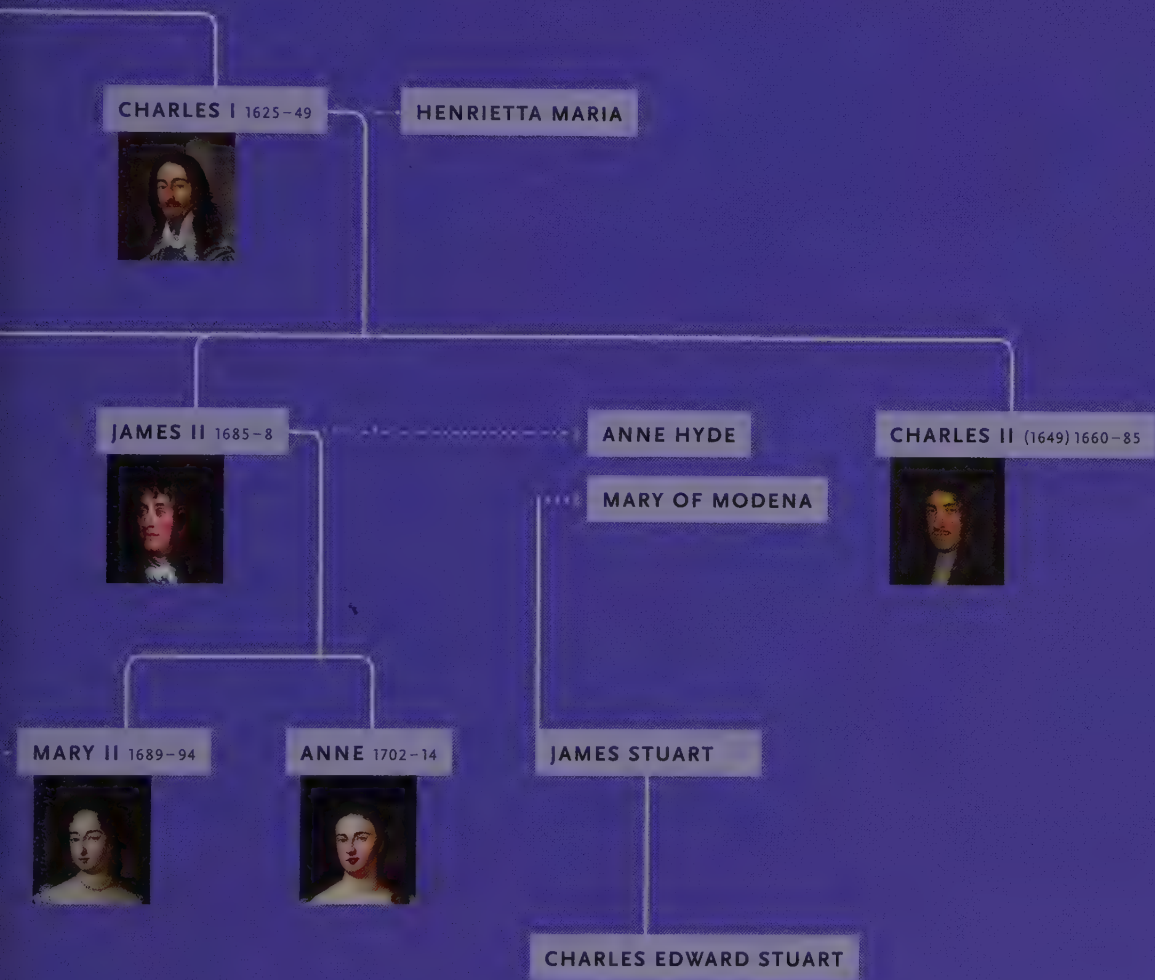 CHARLES I 1625–49
HENRIETTA MARIA
JAMES II 1685–8
ANNE HYDE
CHARLES II (1649) 1660–85
MARY OF MODENA
MARY II 1689–94
ANNE 1702–14
JAMES STUART
CHARLES EDWARD STUART